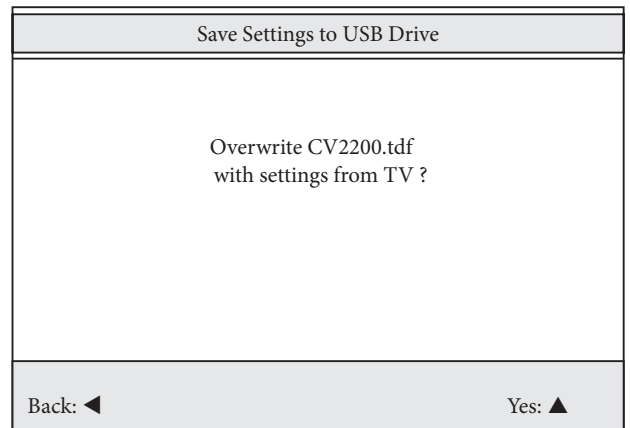 Save Settings to USB Drive
Overwrite CV2200.tdf
with settings from TV ?
Back: ◀
Yes: ▲